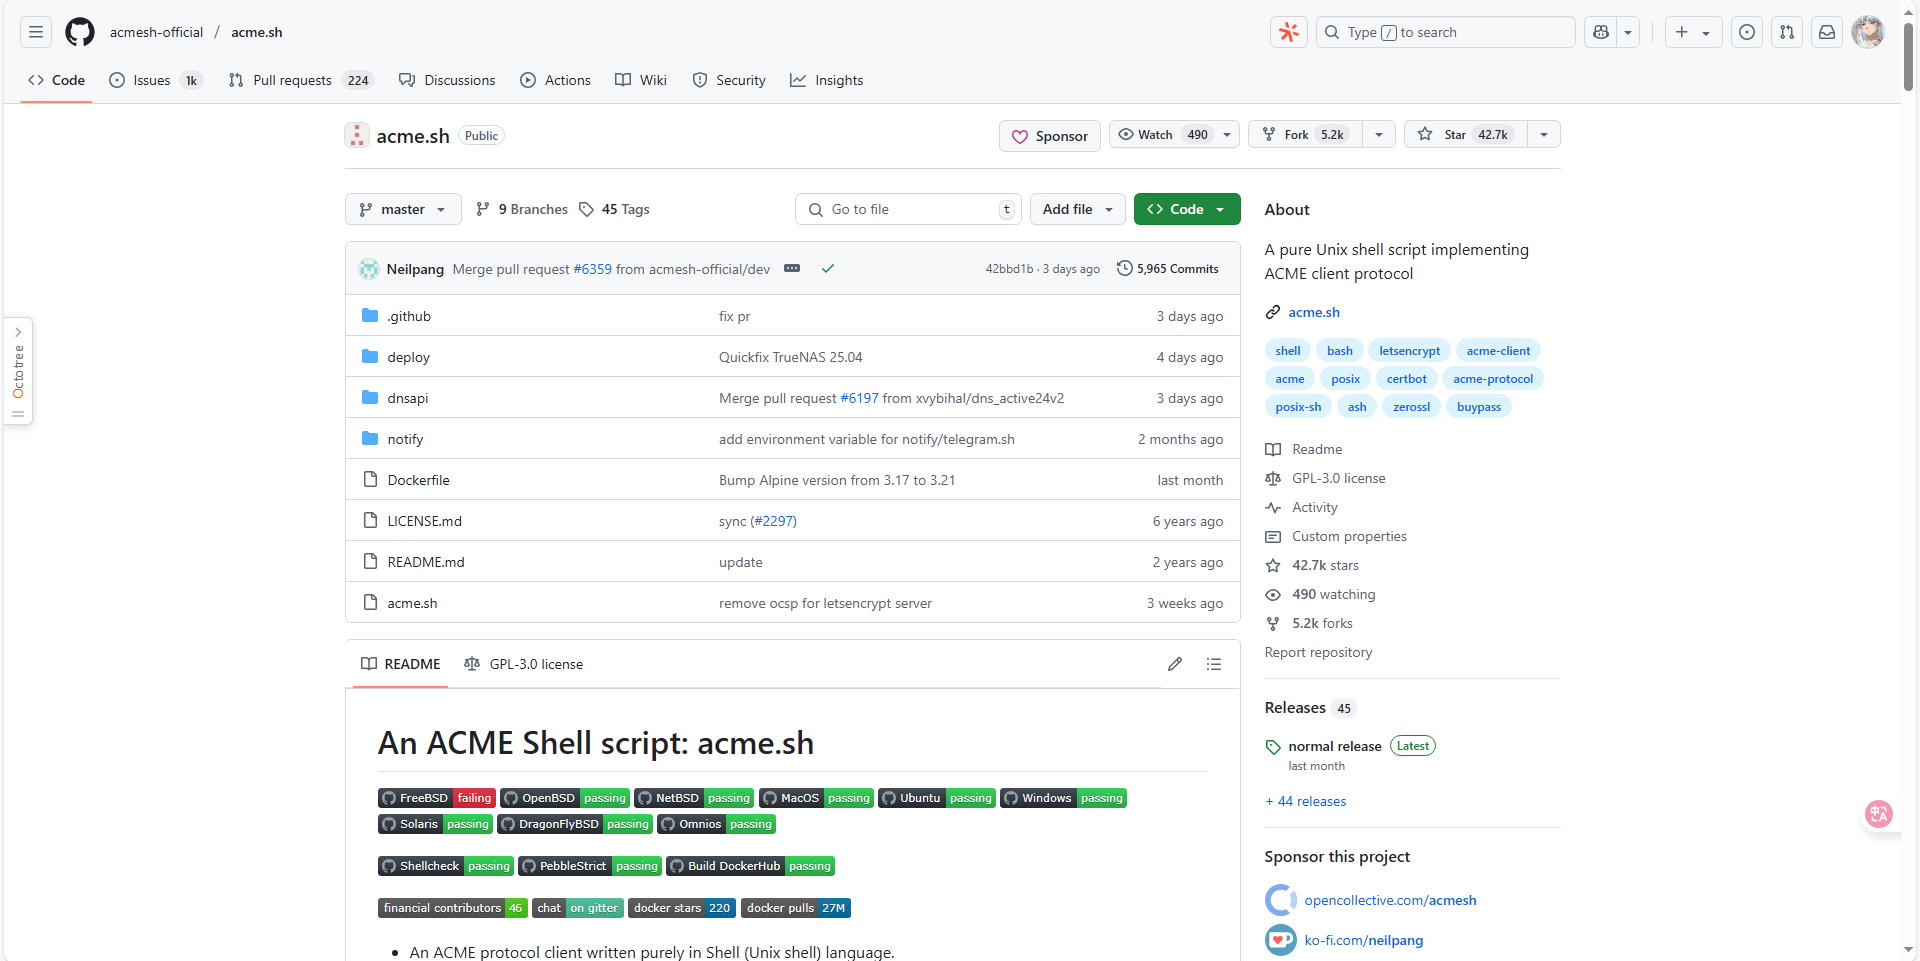 acmesh-official / acme.sh
Type / to search
Code
Issues 1k
Pull requests 224
Discussions
Actions
Wiki
Security
Insights
acme.sh Public
Sponsor
Watch 490
Fork 5.2k
Star 42.7k
master
9 Branches
45 Tags
Go to file t
Add file
Code
Neilpang Merge pull request #6359 from acmesh-official/dev
42bbd1b · 3 days ago
5,965 Commits
.github fix pr 3 days ago
deploy Quickfix TrueNAS 25.04 4 days ago
dnsapi Merge pull request #6197 from xvybihal/dns_active24v2 3 days ago
notify add environment variable for notify/telegram.sh 2 months ago
Dockerfile Bump Alpine version from 3.17 to 3.21 last month
LICENSE.md sync (#2297) 6 years ago
README.md update 2 years ago
acme.sh remove ocsp for letsencrypt server 3 weeks ago
Octotree
README
GPL-3.0 license
An ACME Shell script: acme.sh
FreeBSD failing OpenBSD passing NetBSD passing MacOS passing Ubuntu passing Windows passing
Solaris passing DragonFlyBSD passing Omnios passing
Shellcheck passing PebbleStrict passing Build DockerHub passing
financial contributors 46 chat on gitter docker stars 220 docker pulls 27M
• An ACME protocol client written purely in Shell (Unix shell) language.
About
A pure Unix shell script implementing
ACME client protocol
acme.sh
shell bash letsencrypt acme-client
acme posix certbot acme-protocol
posix-sh ash zerossl buypass
Readme
GPL-3.0 license
Activity
Custom properties
42.7k stars
490 watching
5.2k forks
Report repository
Releases 45
normal release Latest
last month
+ 44 releases
Sponsor this project
opencollective.com/acmesh
ko-fi.com/neilpang